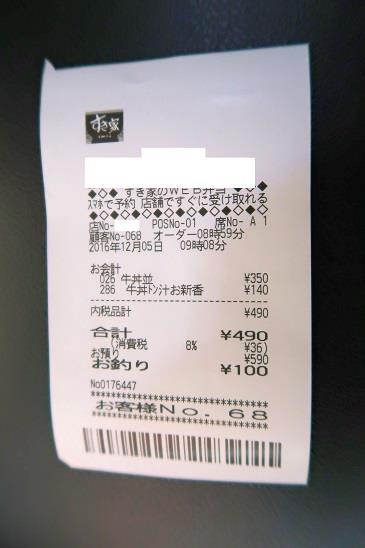 すき家
すき家のWEB弁当 ◆◇◆
スマホで予約 店舗ですぐに受け取れる
◆◇◆◇◆◇◆◇◆◇◆◇◆◇◆
店No- POSNo-01 席No- A 1
顧客No-068 オーダー08時59分
2016年12月05日 09時08分
お会計
026 牛丼並 ¥350
286 牛丼トン汁お新香 ¥140
内税品計 ¥490
合計 ¥490
(消費税 8% ¥36)
お預り ¥590
お釣り ¥100
No0176447
********************************
お客様No. 68
********************************